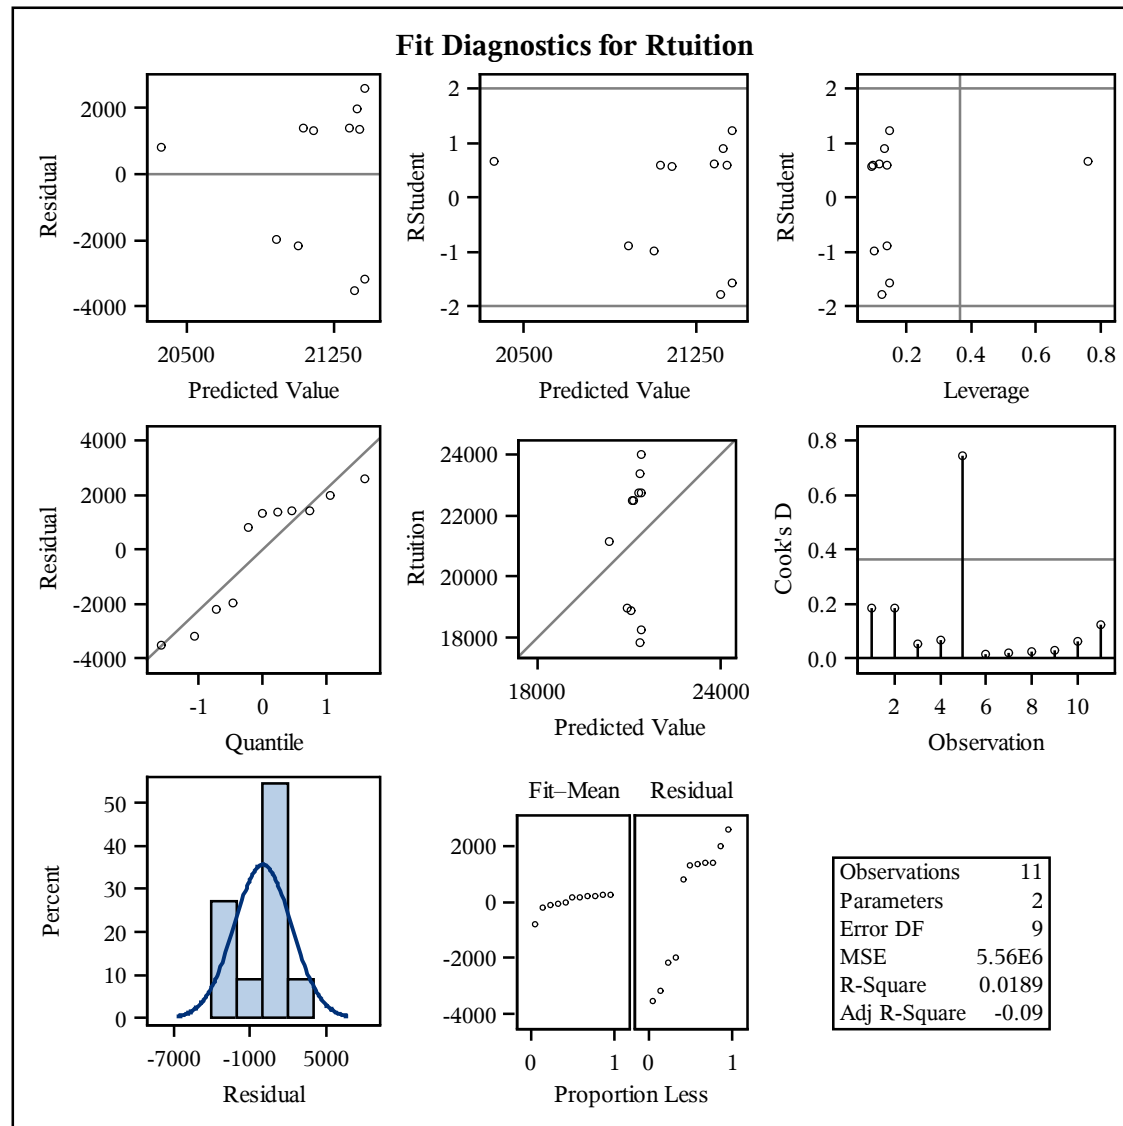 Fit Diagnostics for Rtuition
2000
0
-2000
-4000
Residual
20500 21250
Predicted Value
2
1
0
-1
-2
RStudent
20500 21250
Predicted Value
2
1
0
-1
-2
RStudent
0.2 0.4 0.6 0.8
Leverage
4000
2000
0
-2000
-4000
Residual
-1 0 1
Quantile
24000
22000
20000
18000
Rtuition
18000 24000
Predicted Value
0.8
0.6
0.4
0.2
0.0
Cook's D
2 4 6 8 10
Observation
50
40
30
20
10
0
Percent
-7000 -1000 5000
Residual
Fit–Mean Residual
2000
0
-2000
-4000
0 1 0 1
Proportion Less
Observations 11
Parameters 2
Error DF 9
MSE 5.56E6
R-Square 0.0189
Adj R-Square -0.09